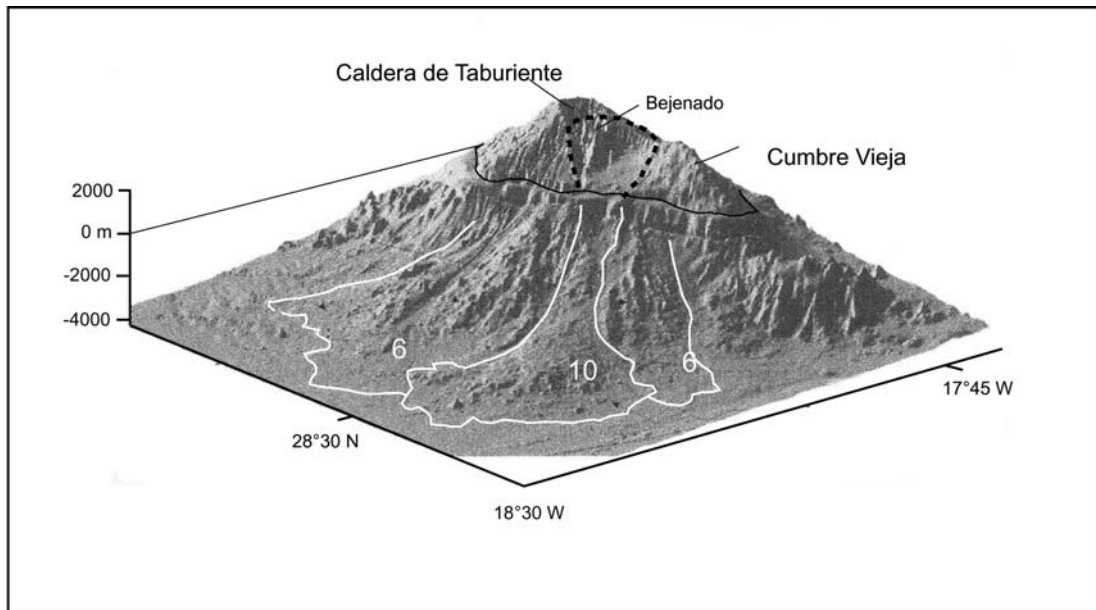 Caldera de Taburiente
Bejenado
Cumbre Vieja
2000
0 m
-2000
-4000
6
10
6
17°45 W
28°30 N
18°30 W